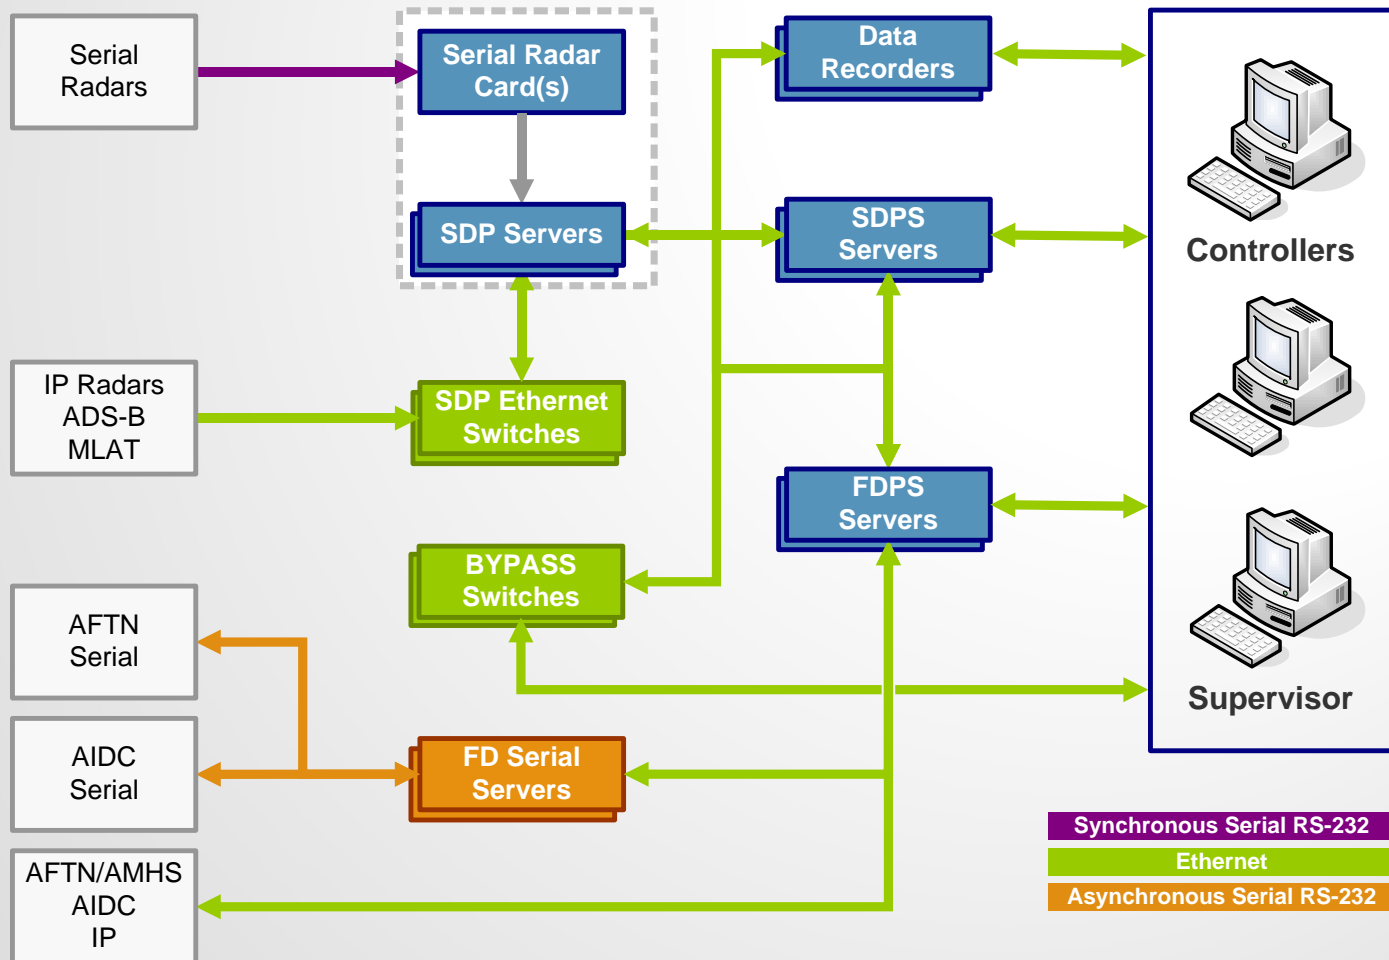 Serial
Radars
Serial Radar
Card(s)
Data
Recorders
SDP Servers
SDPS
Servers
Controllers
IP Radars
ADS-B
MLAT
SDP Ethernet
Switches
FDPS
Servers
BYPASS
Switches
AFTN
Serial
Supervisor
AIDC
Serial
FD Serial
Servers
AFTN/AMHS
AIDC
IP
Synchronous Serial RS-232
Ethernet
Asynchronous Serial RS-232